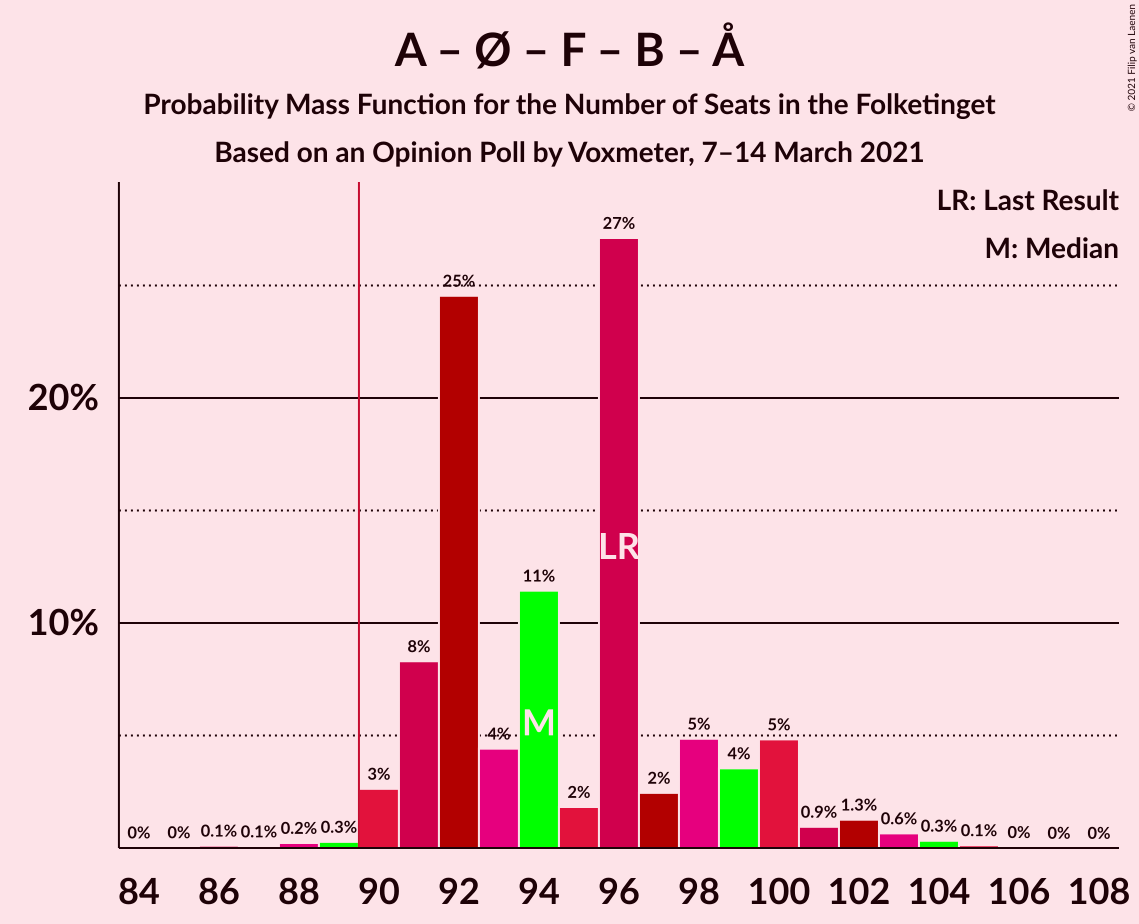 A – Ø – F – B – Å
Probability Mass Function for the Number of Seats in the Folketinget
Based on an Opinion Poll by Voxmeter, 7–14 March 2021
© 2021 Filip van Laenen
LR: Last Result
M: Median
27%
25%
20%
LR
11%
10%
8%
M
5%
5%
4%
4%
3%
2%
2%
0% 0% 0.1% 0.1% 0.2% 0.3% 0.9% 1.3% 0.6% 0.3% 0.1% 0% 0% 0%
84 86 88 90 92 94 96 98 100 102 104 106 108